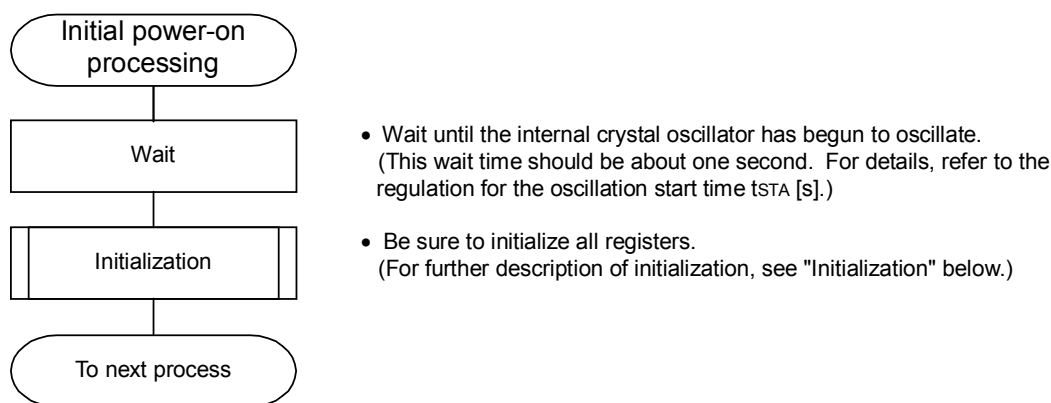 Initial power-on
processing
Wait
• Wait until the internal crystal oscillator has begun to oscillate.
(This wait time should be about one second. For details, refer to the
regulation for the oscillation start time tSTA [s].)
Initialization
• Be sure to initialize all registers.
(For further description of initialization, see "Initialization" below.)
To next process